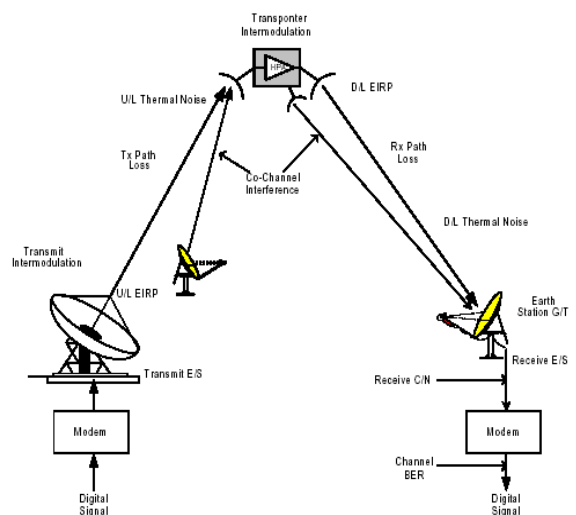 Transponter
Intermodulation
HPA
U/L Thermal Noise
D/L EIRP
Tx Path
Loss
Rx Path
Loss
Co-Channel
Interference
D/L Thermal Noise
Transmit
Intermodulation
U/L EIRP
Earth
Station G/T
Transmit E/S
Receive E/S
Receive C/N
Modem
Modem
Channel
BER
Digital
Signal
Digital
Signal